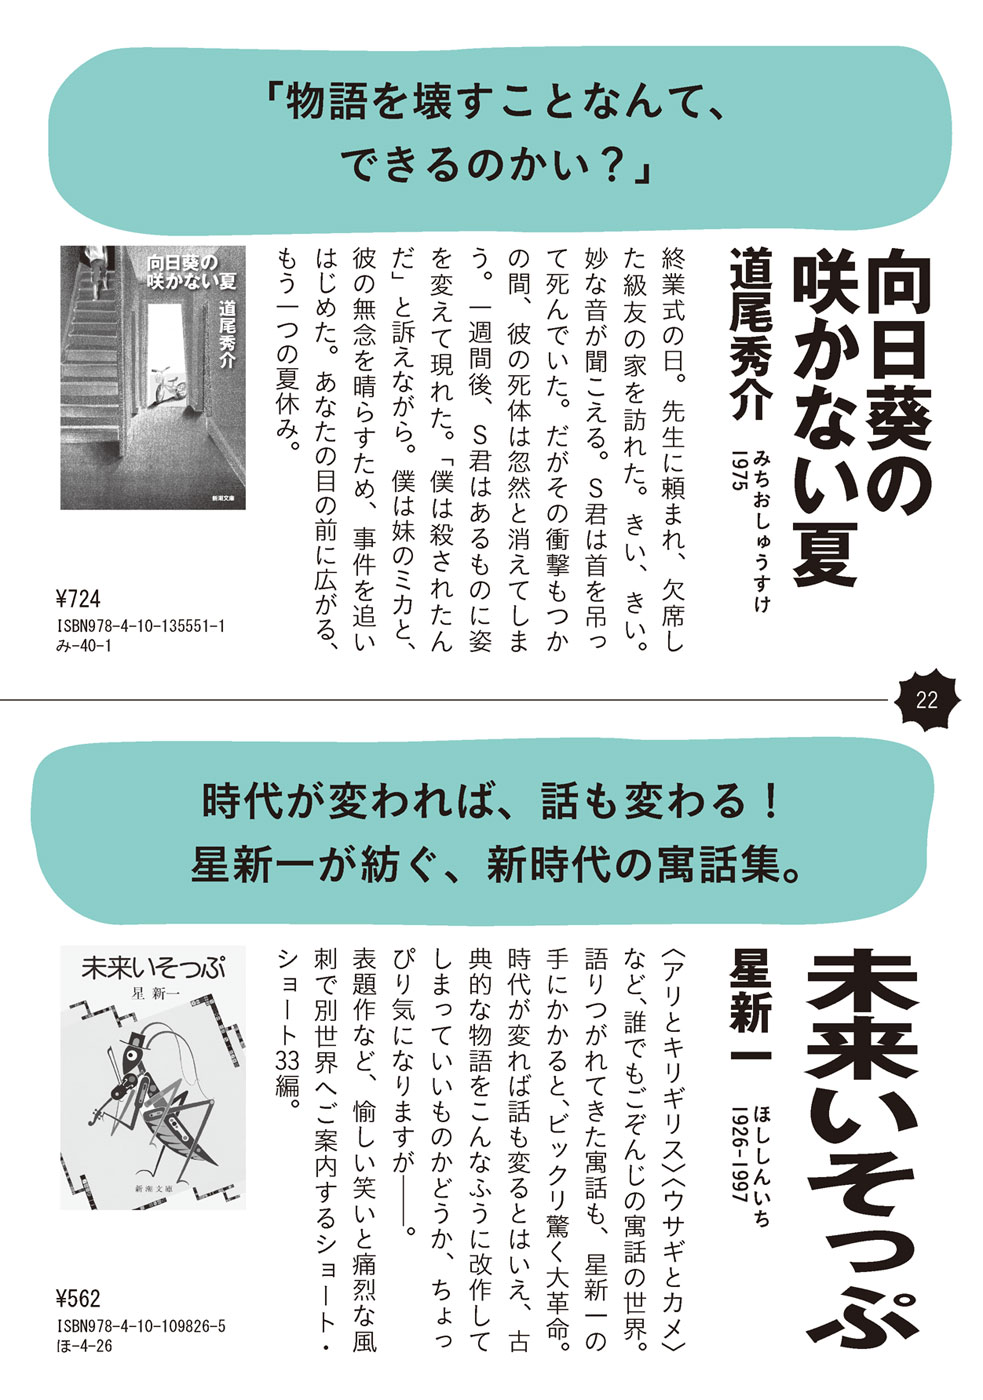 「物語を壊すことなんて、
できるのかい？」
向日葵の
咲かない夏
道尾秀介
みちおしゅうすけ
1975
終業式の日。先生に頼まれ、欠席し
た級友の家を訪れた。きい、きい。
妙な音が聞こえる。S君は首を吊っ
て死んでいた。だがその衝撃もつか
の間、彼の死体は忽然と消えてしま
う。一週間後、S君はあるものに姿
を変えて現れた。「僕は殺されたん
だ」と訴えながら。僕は妹のミカと、
彼の無念を晴らすため、事件を追い
はじめた。あなたの目の前に広がる、
もう一つの夏休み。
向日葵の
咲かない夏
道尾秀介
新潮文庫
¥724
ISBN978-4-10-135551-1
み-40-1
22
時代が変われば、話も変わる！
星新一が紡ぐ、新時代の寓話集。
未来いそっぷ
星新一
ほししんいち
1926-1997
〈アリとキリギリス〉〈ウサギとカメ〉
など、誰でもごぞんじの寓話の世界。
語りつがれてきた寓話も、星新一の
手にかかると、ビックリ驚く大革命。
時代が変れば話も変るとはいえ、古
典的な物語をこんなふうに改作して
しまっていいものかどうか、ちょっ
ぴり気になりますが――。
表題作など、愉しい笑いと痛烈な風
刺で別世界へご案内するショート・
ショート33編。
未来いそっぷ
星 新一
新潮文庫
¥562
ISBN978-4-10-109826-5
ほ-4-26